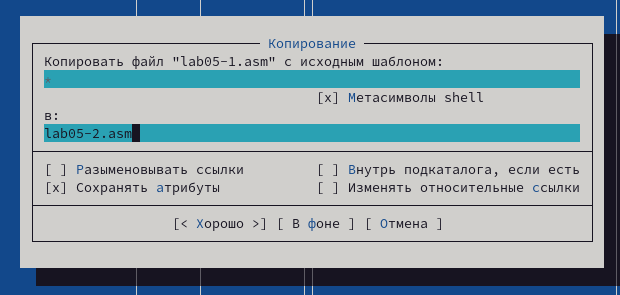 Копирование
Копировать файл "lab05-1.asm" с исходным шаблоном:
*
[x] Метасимволы shell
в:
lab05-2.asm
[ ] Разыменовывать ссылки [ ] Внутрь подкаталога, если есть
[x] Сохранять атрибуты [ ] Изменять относительные ссылки
[< Хорошо >] [ В фоне ] [ Отмена ]